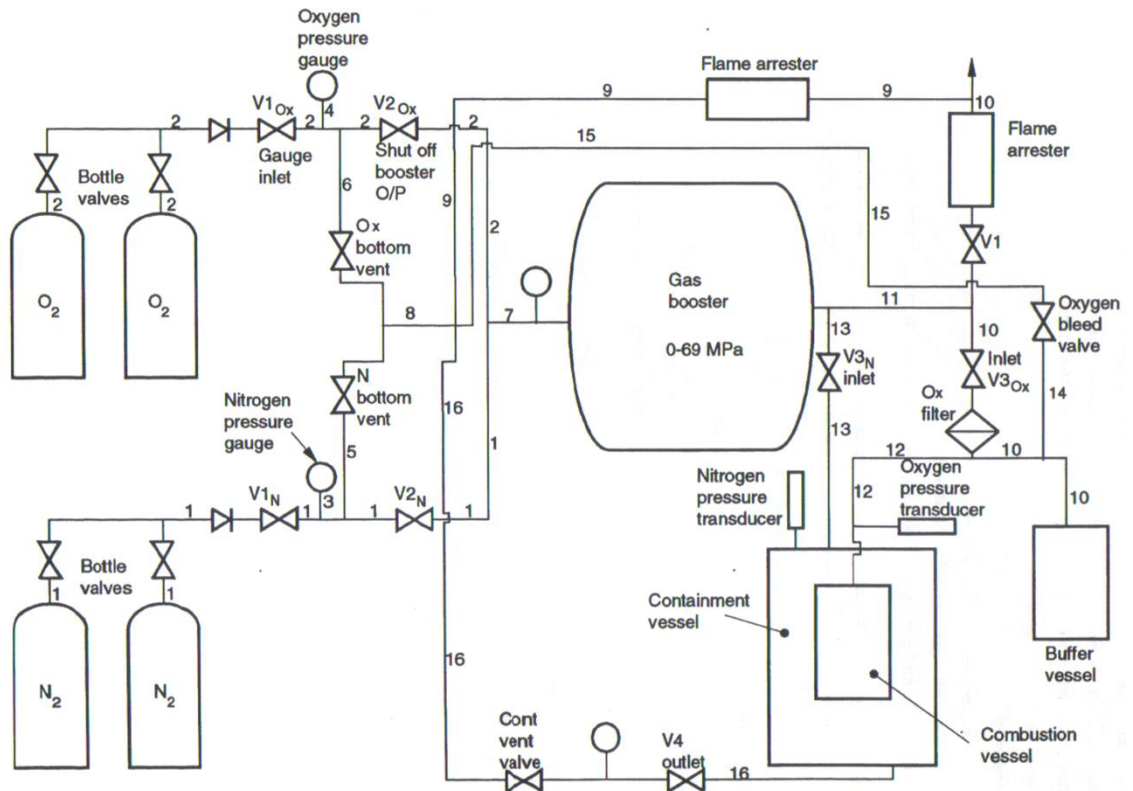 Oxygen
pressure
gauge
Flame arrester
9
9
10
4
V1Ox
V2Ox
2
2
2
2
15
Flame
arrester
Gauge
inlet
Shut off
booster
O/P
Bottle
valves
6
9
15
2
2
2
Ox
bottom
vent
V1
O2
O2
Gas
booster
0-69 MPa
8
7
11
Oxygen
bleed
valve
13
10
V3N
inlet
Inlet
V3Ox
N
bottom
vent
16
14
Ox
filter
Nitrogen
pressure
gauge
13
1
5
12
10
Nitrogen
pressure
transducer
Oxygen
pressure
transducer
12
10
V1N
3
V2N
1
1
1
1
Bottle
valves
1
1
Containment
vessel
Buffer
vessel
16
N2
N2
Cont
vent
valve
V4
outlet
Combustion
vessel
16